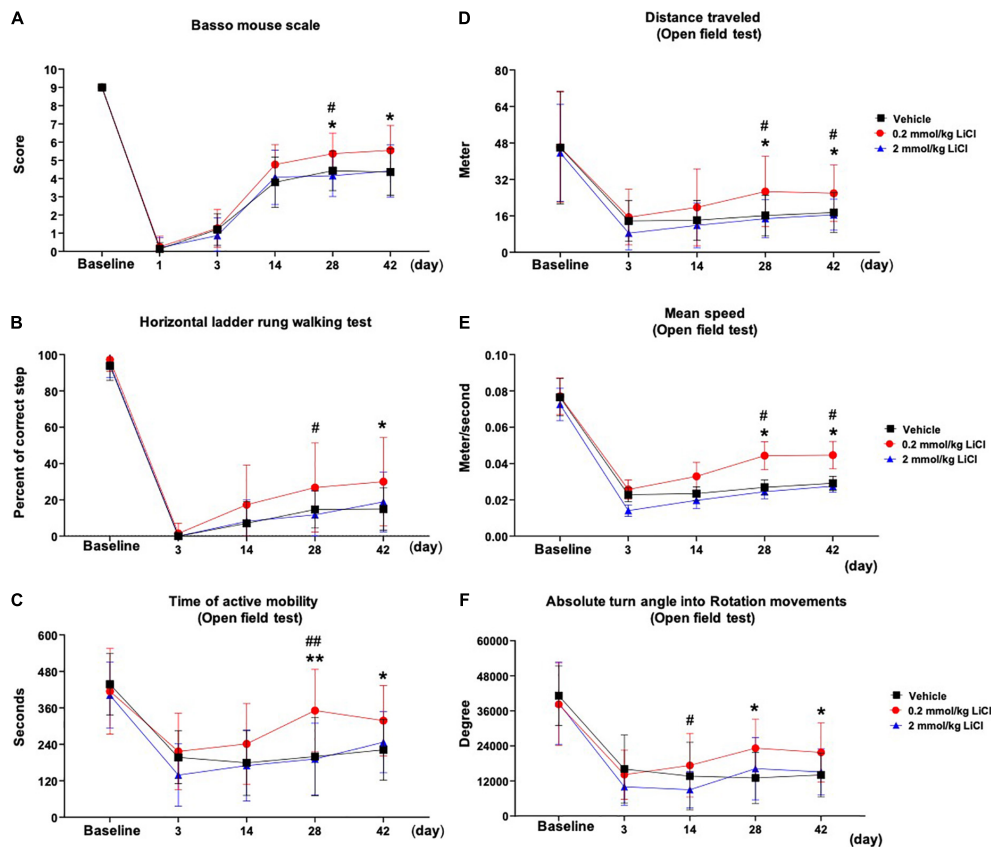 A
Basso mouse scale
10
9
8
7
6
5
4
3
2
1
0
Score
Baseline 1 3 14 28 42 (day)
#
*
*
B
Horizontal ladder rung walking test
100
80
60
40
20
0
Percent of correct step
Baseline 3 14 28 42 (day)
#
*
C
Time of active mobility
(Open field test)
600
480
360
240
120
0
Seconds
Baseline 3 14 28 42 (day)
##
**
*
D
Distance traveled
(Open field test)
80
64
48
32
16
0
Meter
Baseline 3 14 28 42 (day)
# #
* *
Vehicle
0.2 mmol/kg LiCl
2 mmol/kg LiCl
E
Mean speed
(Open field test)
0.10
0.08
0.06
0.04
0.02
0.00
Meter/second
Baseline 3 14 28 42
(day)
# #
* *
Vehicle
0.2 mmol/kg LiCl
2 mmol/kg LiCl
F
Absolute turn angle into Rotation movements
(Open field test)
60000
48000
36000
24000
12000
0
Degree
Baseline 3 14 28 42
(day)
# * *
Vehicle
0.2 mmol/kg LiCl
2 mmol/kg LiCl